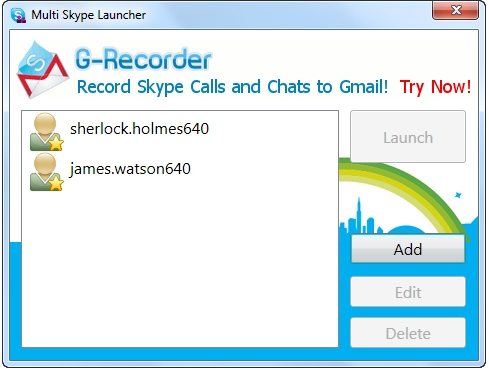 Multi Skype Launcher
G-Recorder
Record Skype Calls and Chats to Gmail! Try Now!
sherlock.holmes640
james.watson640
Launch
Add
Edit
Delete